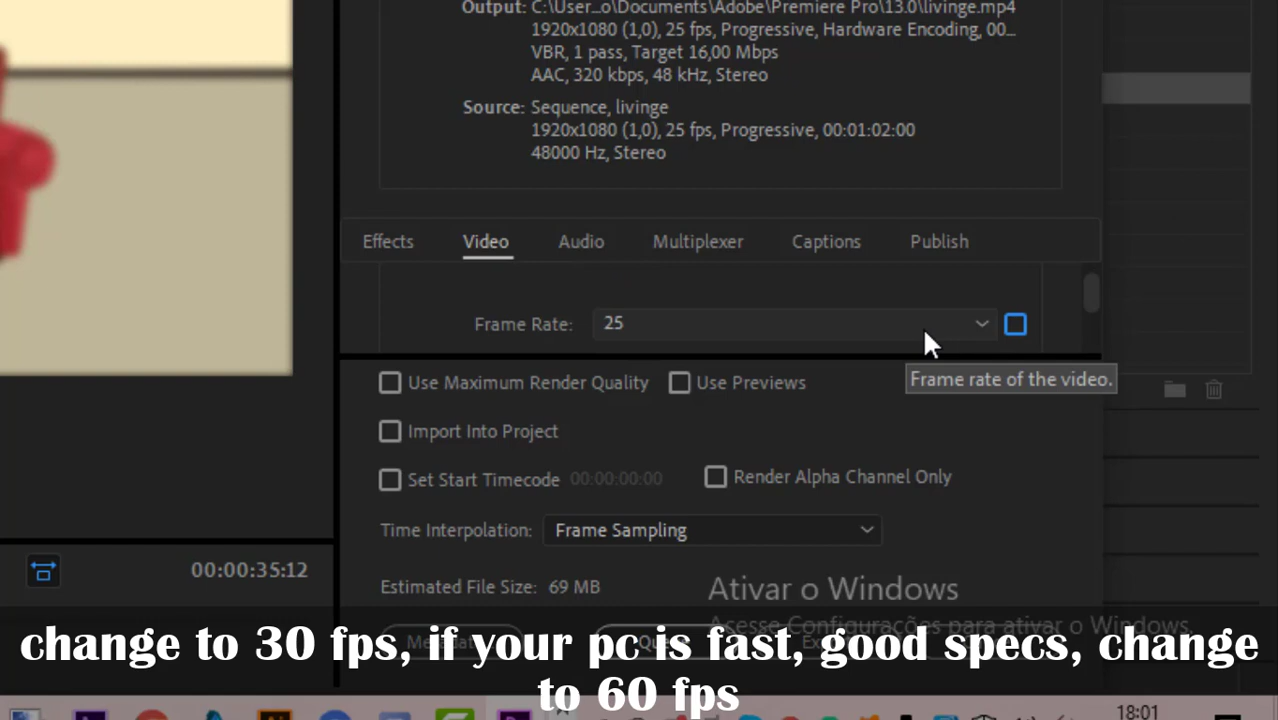 Output: C:\User...o\Documents\Adobe\Premiere Pro\13.0\livinge.mp4
1920x1080 (1,0), 25 fps, Progressive, Hardware Encoding, 00...
VBR, 1 pass, Target 16,00 Mbps
AAC, 320 kbps, 48 kHz, Stereo
Source: Sequence, livinge
1920x1080 (1,0), 25 fps, Progressive, 00:01:02:00
48000 Hz, Stereo
Effects Video Audio Multiplexer Captions Publish
Frame Rate: 25
Frame rate of the video.
Use Maximum Render Quality Use Previews
Import Into Project
Set Start Timecode 00:00:00:00 Render Alpha Channel Only
Time Interpolation: Frame Sampling
00:00:35:12
Estimated File Size: 69 MB
Ativar o Windows
Acesse Configurações para ativar o Windows.
change to 30 fps, if your pc is fast, good specs, change
to 60 fps
18:01